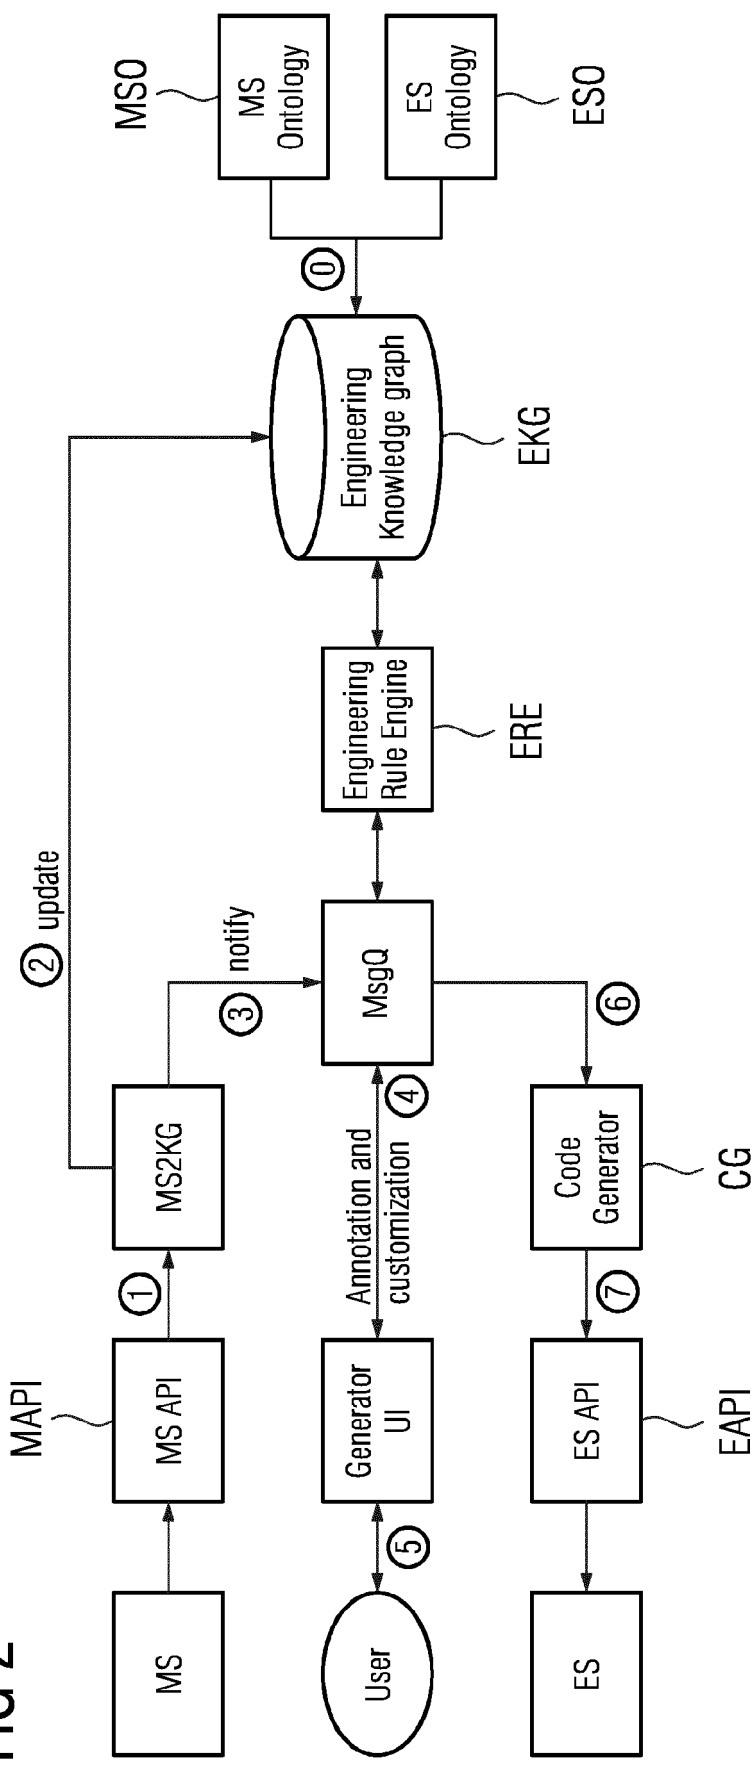 FIG 2
MAPI
2
update
MS
MS API
1
MS2KG
MSO
3
notify
MS
Ontology
0
User
5
Generator
UI
Annotation and
customization
4
MsgQ
Engineering
Rule Engine
Engineering
Knowledge graph
ES
Ontology
ERE
EKG
ESO
ES
ES API
7
Code
Generator
6
EAPI
CG